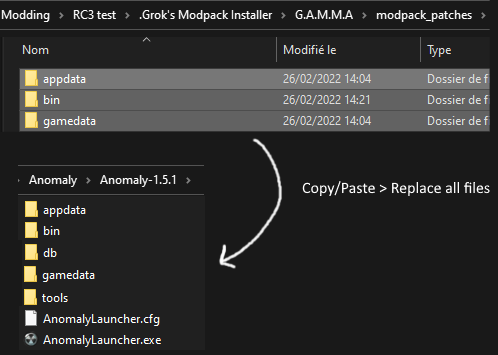 Modding > RC3 test > .Grok's Modpack Installer > G.A.M.M.A > modpack_patches >
Nom Modifié le Type
appdata 26/02/2022 14:04 Dossier de f
bin 26/02/2022 14:21 Dossier de f
gamedata 26/02/2022 14:04 Dossier de f
Anomaly > Anomaly-1.5.1 >
Copy/Paste > Replace all files
appdata
bin
db
gamedata
tools
AnomalyLauncher.cfg
AnomalyLauncher.exe